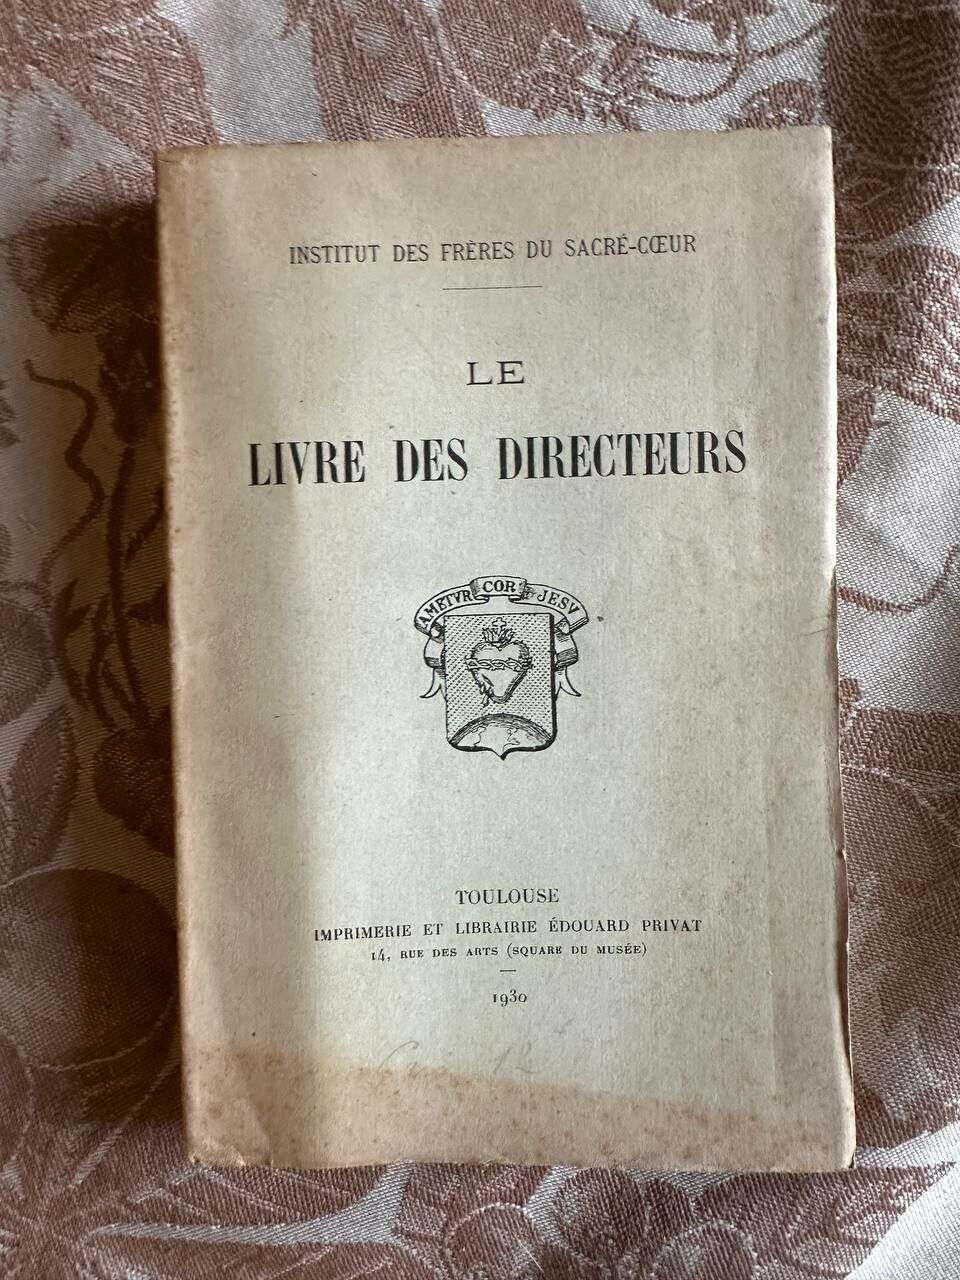 INSTITUT DES FRÈRES DU SACRÉ-CŒUR
LE
LIVRE DES DIRECTEURS
AMETVR COR JESV
TOULOUSE
IMPRIMERIE ET LIBRAIRIE ÉDOUARD PRIVAT
14, RUE DES ARTS (SQUARE DU MUSÉE)
1930